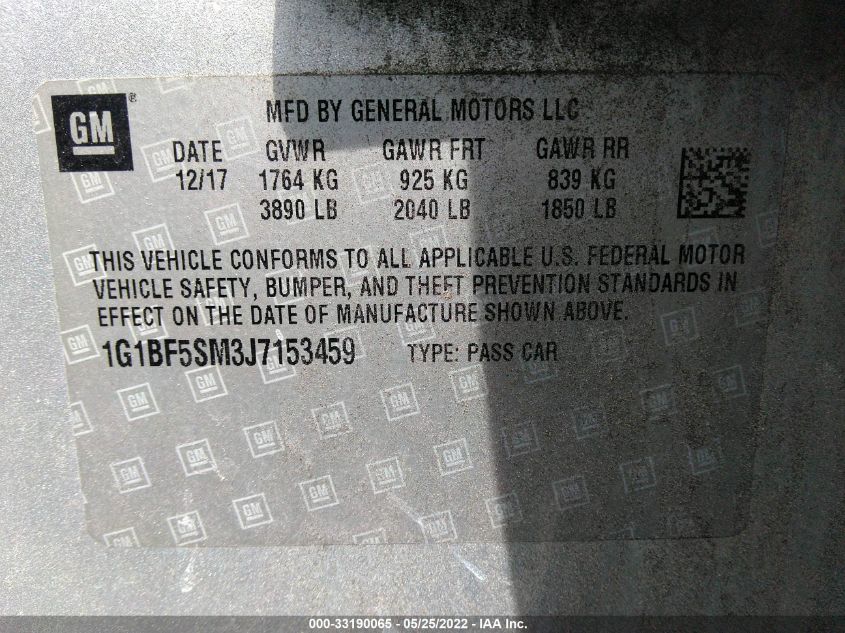 GM ®
MFD BY GENERAL MOTORS LLC
DATE GVWR GAWR FRT GAWR RR
12/17 1764 KG 925 KG 839 KG
3890 LB 2040 LB 1850 LB
THIS VEHICLE CONFORMS TO ALL APPLICABLE U.S. FEDERAL MOTOR
VEHICLE SAFETY, BUMPER, AND THEFT PREVENTION STANDARDS IN
EFFECT ON THE DATE OF MANUFACTURE SHOWN ABOVE.
1G1BF5SM3J7153459 TYPE: PASS CAR
000-33190065 - 05/25/2022 - IAA Inc.